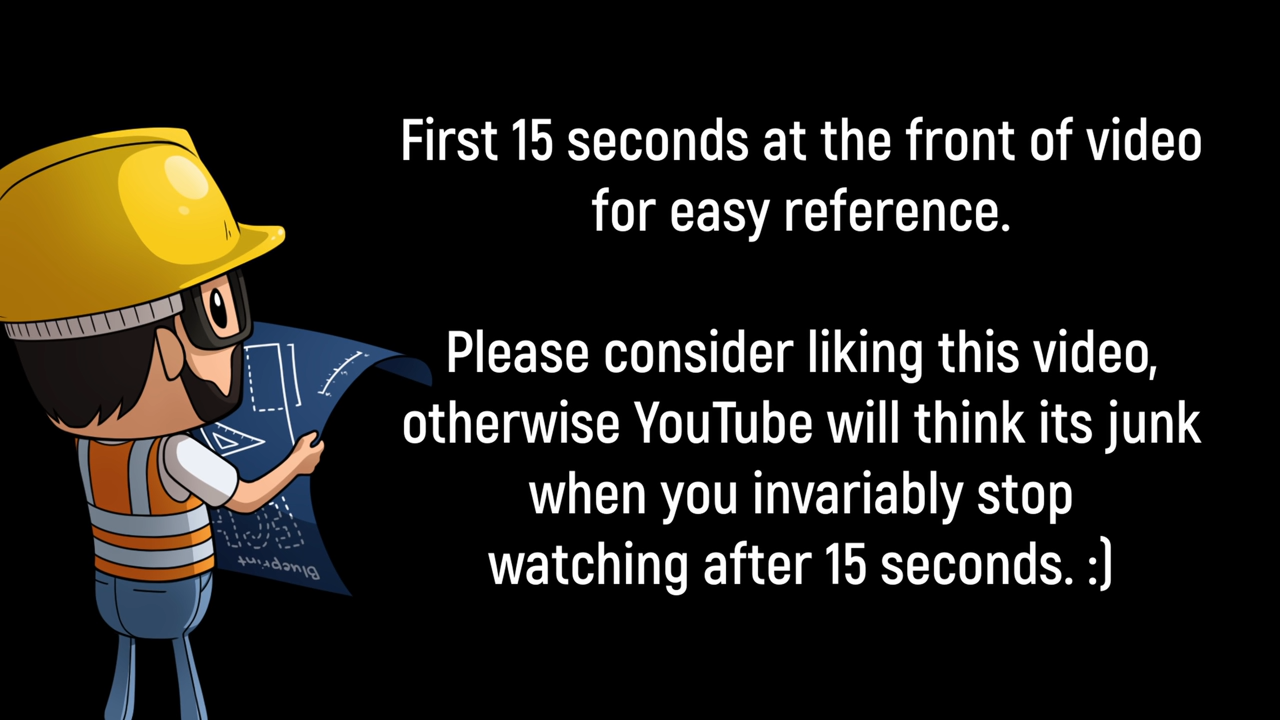 First 15 seconds at the front of video
for easy reference.
Please consider liking this video,
otherwise YouTube will think its junk
when you invariably stop
watching after 15 seconds. :)
Blueprint